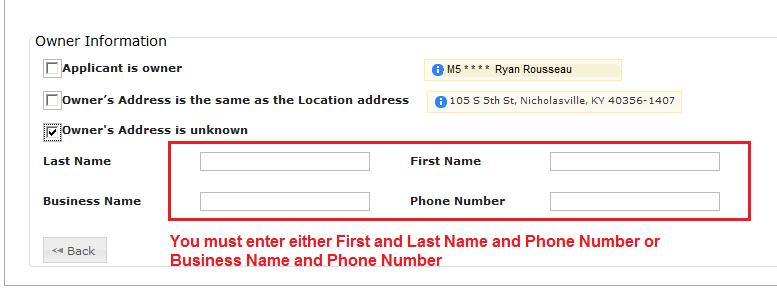 Owner Information
Applicant is owner M5 * * * * Ryan Rousseau
Owner's Address is the same as the Location address 105 S 5th St, Nicholasville, KY 40356-1407
Owner's Address is unknown
Last Name First Name
Business Name Phone Number
<< Back
You must enter either First and Last Name and Phone Number or
Business Name and Phone Number